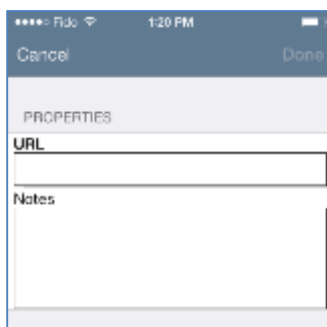 Fido 1:20 PM
Cancel Done
PROPERTIES
URL
Notes